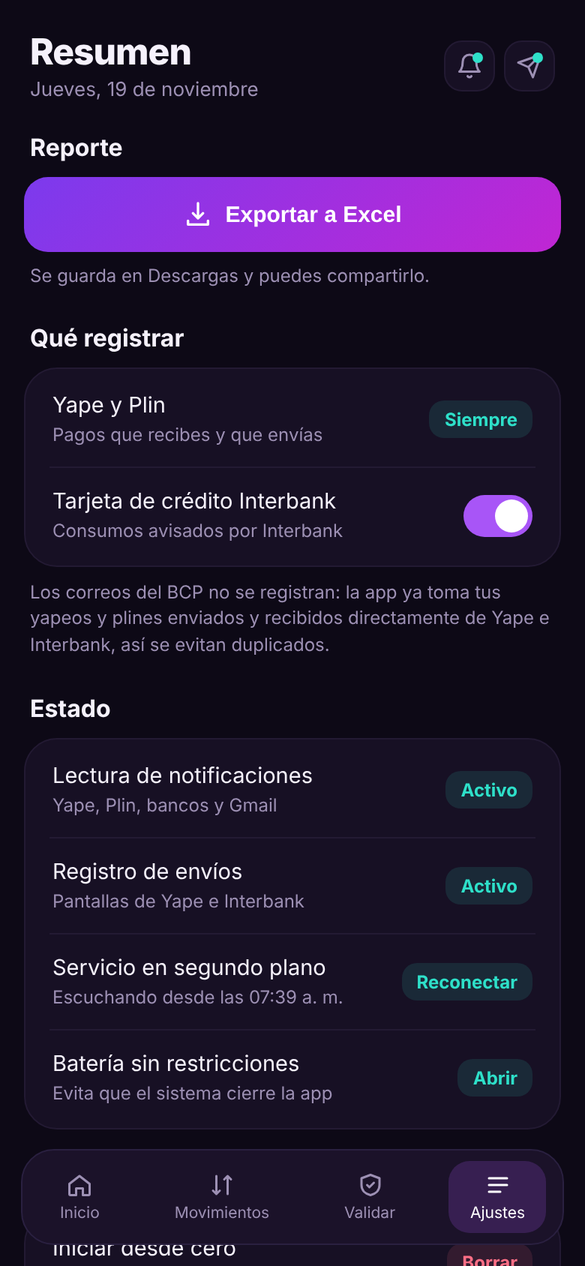 Resumen
Jueves, 19 de noviembre
Reporte
Exportar a Excel
Se guarda en Descargas y puedes compartirlo.
Qué registrar
Yape y Plin
Pagos que recibes y que envías
Siempre
Tarjeta de crédito Interbank
Consumos avisados por Interbank
Los correos del BCP no se registran: la app ya toma tus
yapeos y plines enviados y recibidos directamente de Yape e
Interbank, así se evitan duplicados.
Estado
Lectura de notificaciones
Yape, Plin, bancos y Gmail
Activo
Registro de envíos
Pantallas de Yape e Interbank
Activo
Servicio en segundo plano
Escuchando desde las 07:39 a. m.
Reconectar
Batería sin restricciones
Evita que el sistema cierre la app
Abrir
Inicio
Movimientos
Validar
Ajustes
Iniciar desde cero
Borrar